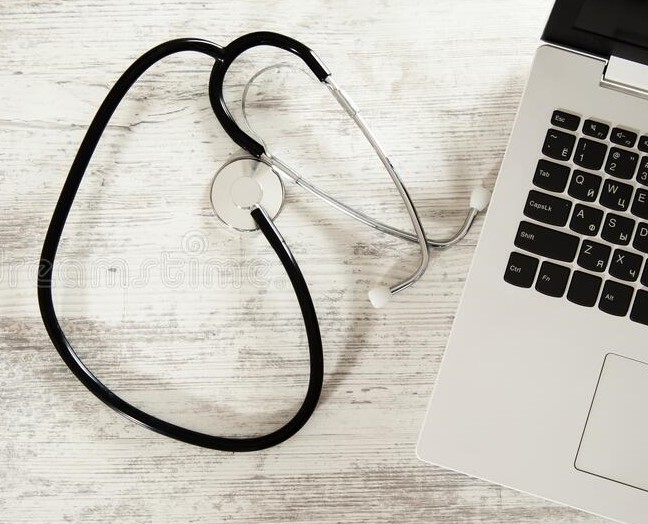 Esc
~ Ё ! 1 @ 2 " 3
Tab Q Й W Ц E
CapsLk A Ф S Ы D
Shift Z Я X Ч
Ctrl Fn Alt
dreamstime